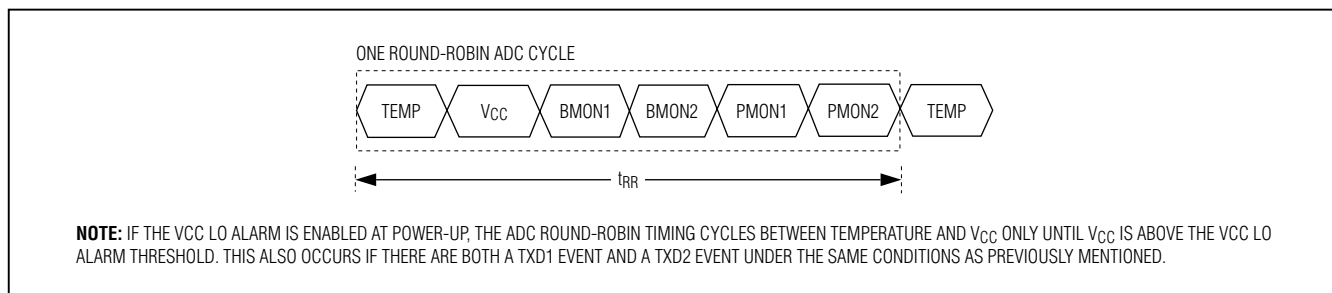 ONE ROUND-ROBIN ADC CYCLE
TEMP VCC BMON1 BMON2 PMON1 PMON2 TEMP
tRR
NOTE: IF THE VCC LO ALARM IS ENABLED AT POWER-UP, THE ADC ROUND-ROBIN TIMING CYCLES BETWEEN TEMPERATURE AND VCC ONLY UNTIL VCC IS ABOVE THE VCC LO
ALARM THRESHOLD. THIS ALSO OCCURS IF THERE ARE BOTH A TXD1 EVENT AND A TXD2 EVENT UNDER THE SAME CONDITIONS AS PREVIOUSLY MENTIONED.